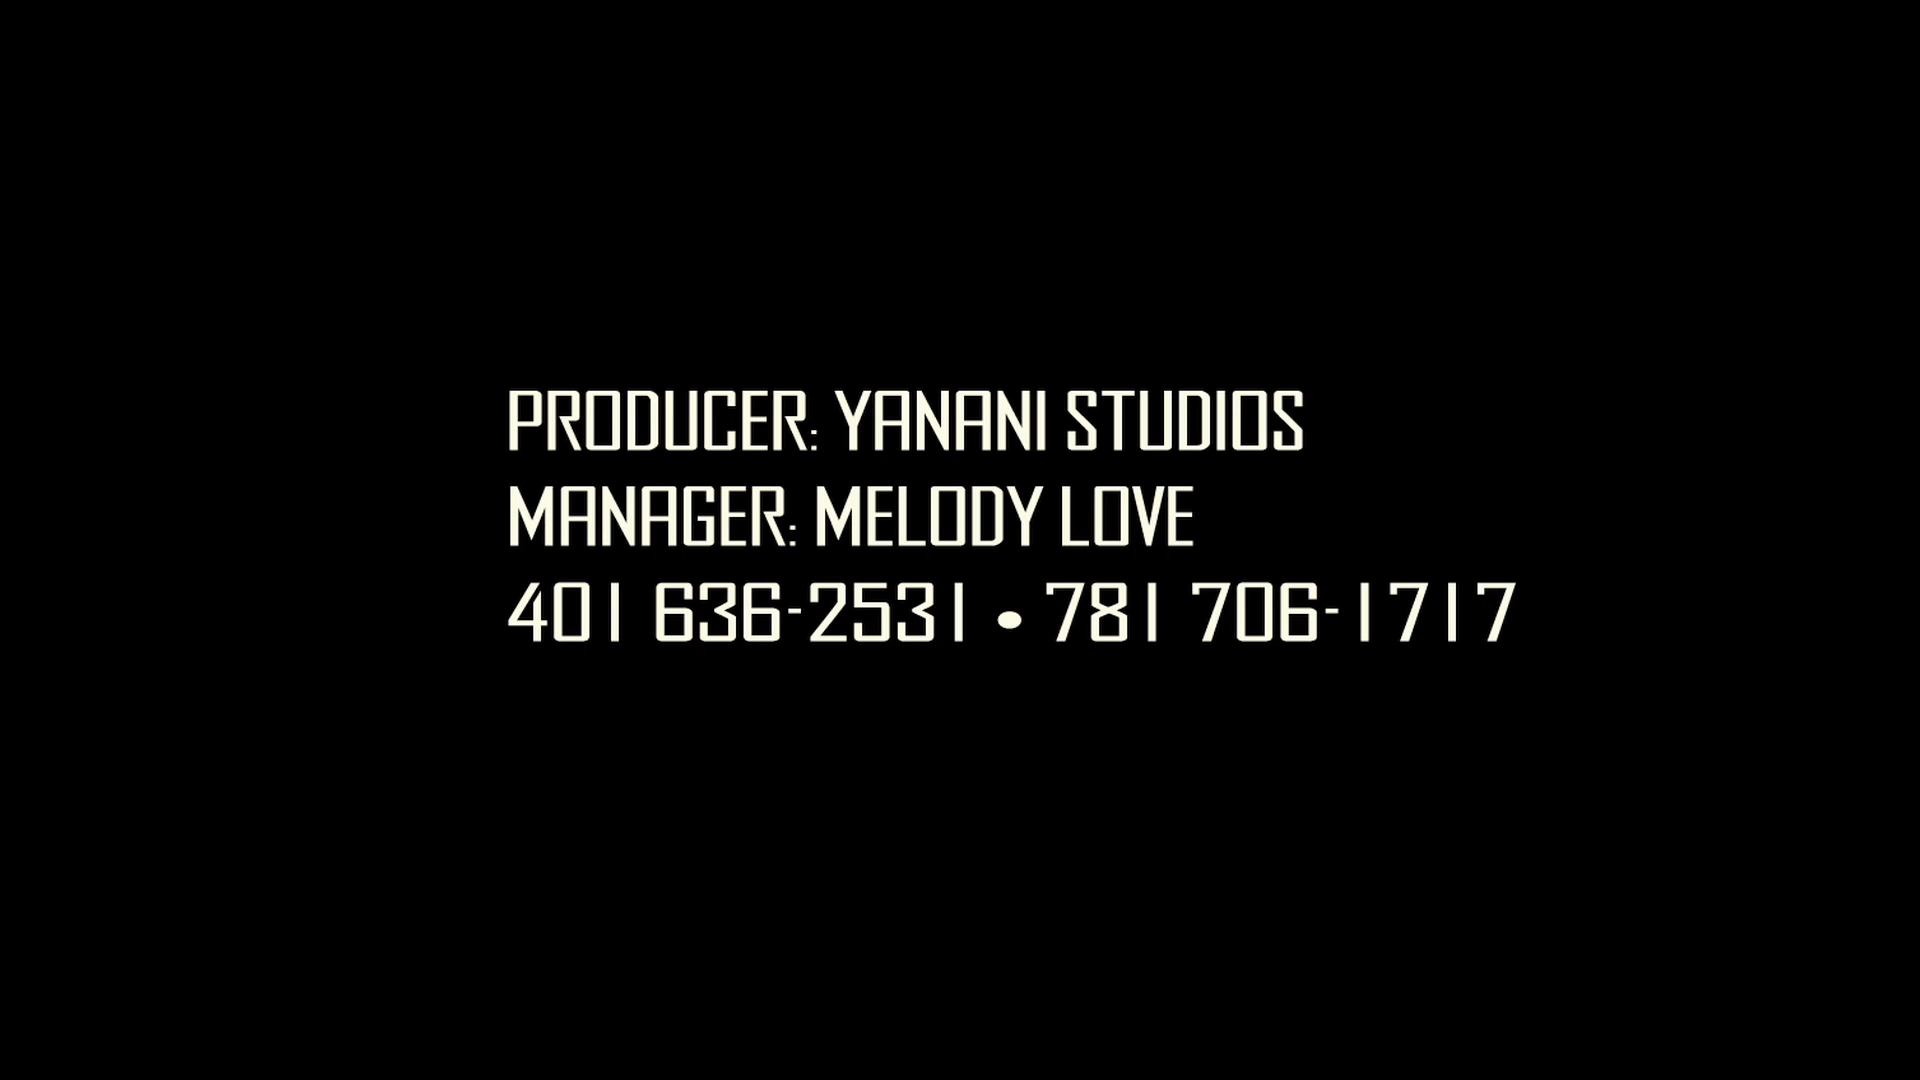 PRODUCER: YANANI STUDIOS
MANAGER: MELODY LOVE
401 636-2531 • 781 706-1717